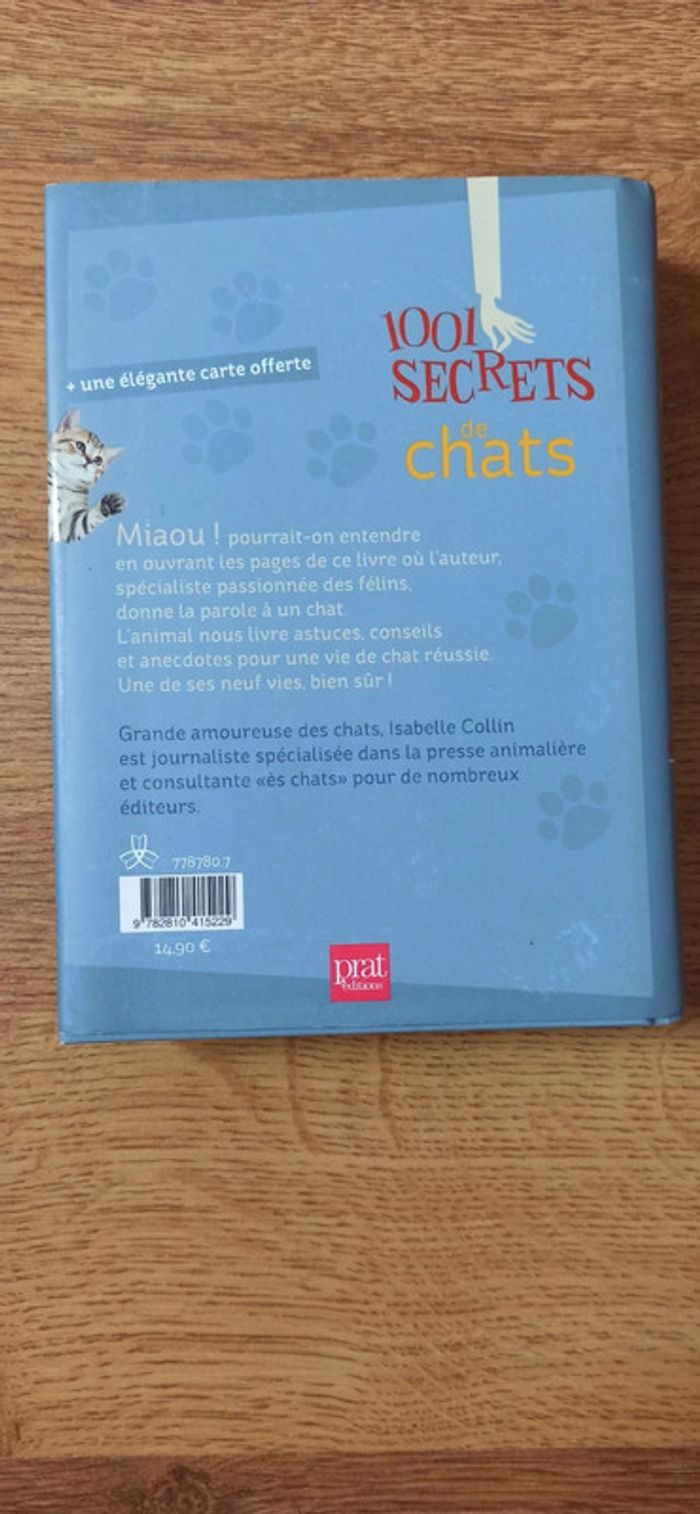 + une élégante carte offerte
1001
SECRETS
de
chats
Miaou ! pourrait-on entendre
en ouvrant les pages de ce livre où l'auteur,
spécialiste passionnée des félins,
donne la parole à un chat.
L'animal nous livre astuces, conseils
et anecdotes pour une vie de chat réussie.
Une de ses neuf vies, bien sûr !
Grande amoureuse des chats, Isabelle Collin
est journaliste spécialisée dans la presse animalière
et consultante «ès chats» pour de nombreux
éditeurs.
778780.7
9 782810 415229
14,90 €
prat
éditions